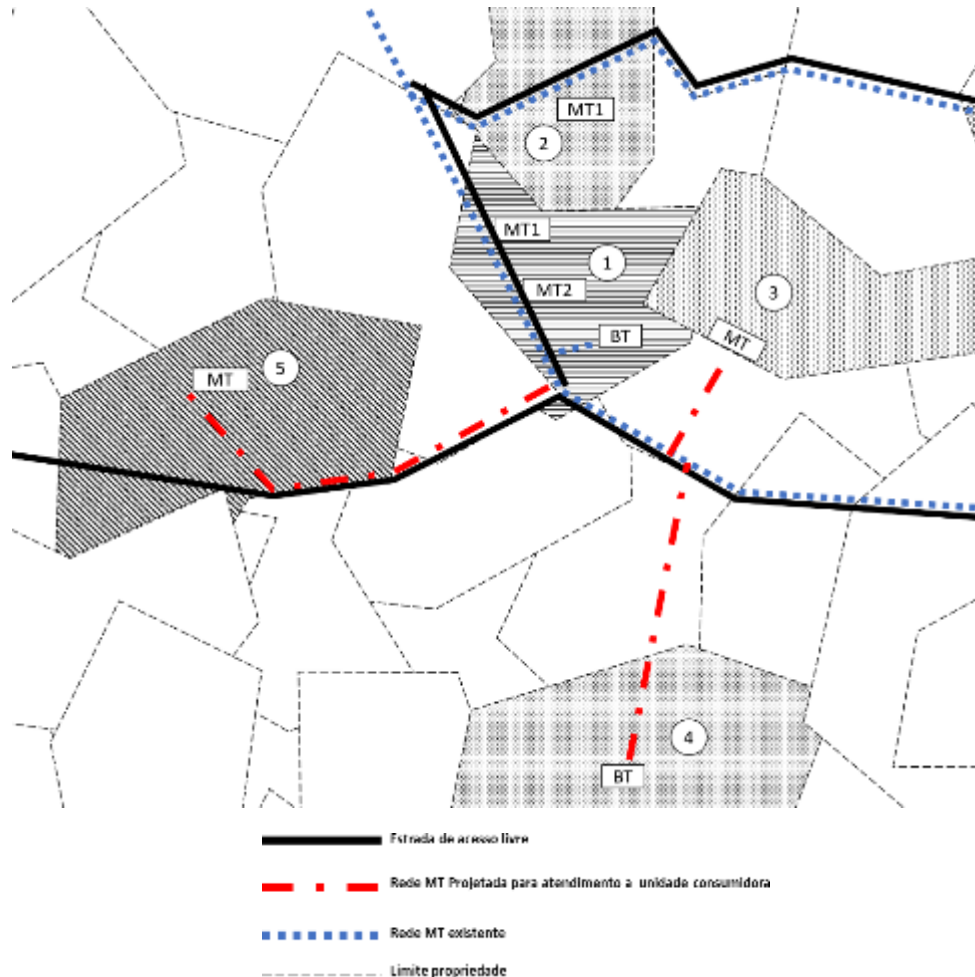 MT1
2
MT1
1
MT2
3
BT
MT
5
MT
4
BT
Estrada de acesso livre
Rede MT Projetada para atendimento a unidade consumidora
Rede MT existente
Limite propriedade